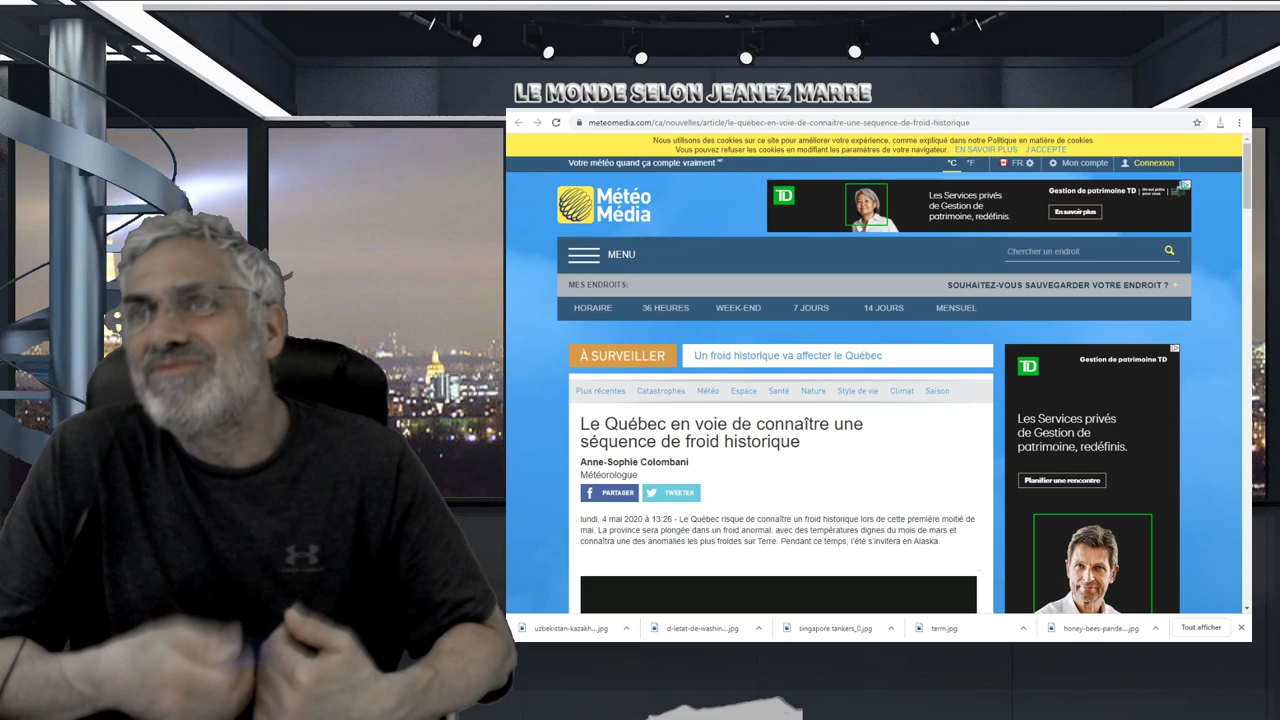 LE MONDE SELON JEANEZ MARRE
meteomedia.com/ca/nouvelles/article/le-quebec-en-voie-de-connaitre-une-sequence-de-froid-historique
Nous utilisons des cookies sur ce site pour améliorer votre expérience, comme expliqué dans notre Politique en matière de cookies.
Vous pouvez refuser les cookies en modifiant les paramètres de votre navigateur. EN SAVOIR PLUS J'ACCEPTE
Votre météo quand ça compte vraiment MC
°C °F FR Mon compte Connexion
Météo
Média
TD
Les Services privés
de Gestion de
patrimoine, redéfinis.
Gestion de patrimoine TD
En savoir plus
MENU
Chercher un endroit
MES ENDROITS:
SOUHAITEZ-VOUS SAUVEGARDER VOTRE ENDROIT ? +
HORAIRE 36 HEURES WEEK-END 7 JOURS 14 JOURS MENSUEL
À SURVEILLER Un froid historique va affecter le Québec
Plus récentes Catastrophes Météo Espace Santé Nature Style de vie Climat Saison
Le Québec en voie de connaître une
séquence de froid historique
Anne-Sophie Colombani
Météorologue
PARTAGER TWEETER
lundi, 4 mai 2020 à 13:26 - Le Québec risque de connaître un froid historique lors de cette première moitié de
mai. La province sera plongée dans un froid anormal, avec des températures dignes du mois de mars et
connaîtra une des anomalies les plus froides sur Terre. Pendant ce temps, l'été s'invitera en Alaska.
TD
Gestion de patrimoine TD
Les Services privés
de Gestion de
patrimoine, redéfinis.
Planifier une rencontre
uzbekistan-kazakh....jpg d-letat-de-washin....jpg singapore tankers_0.jpg term.jpg honey-bees-pande....jpg Tout afficher